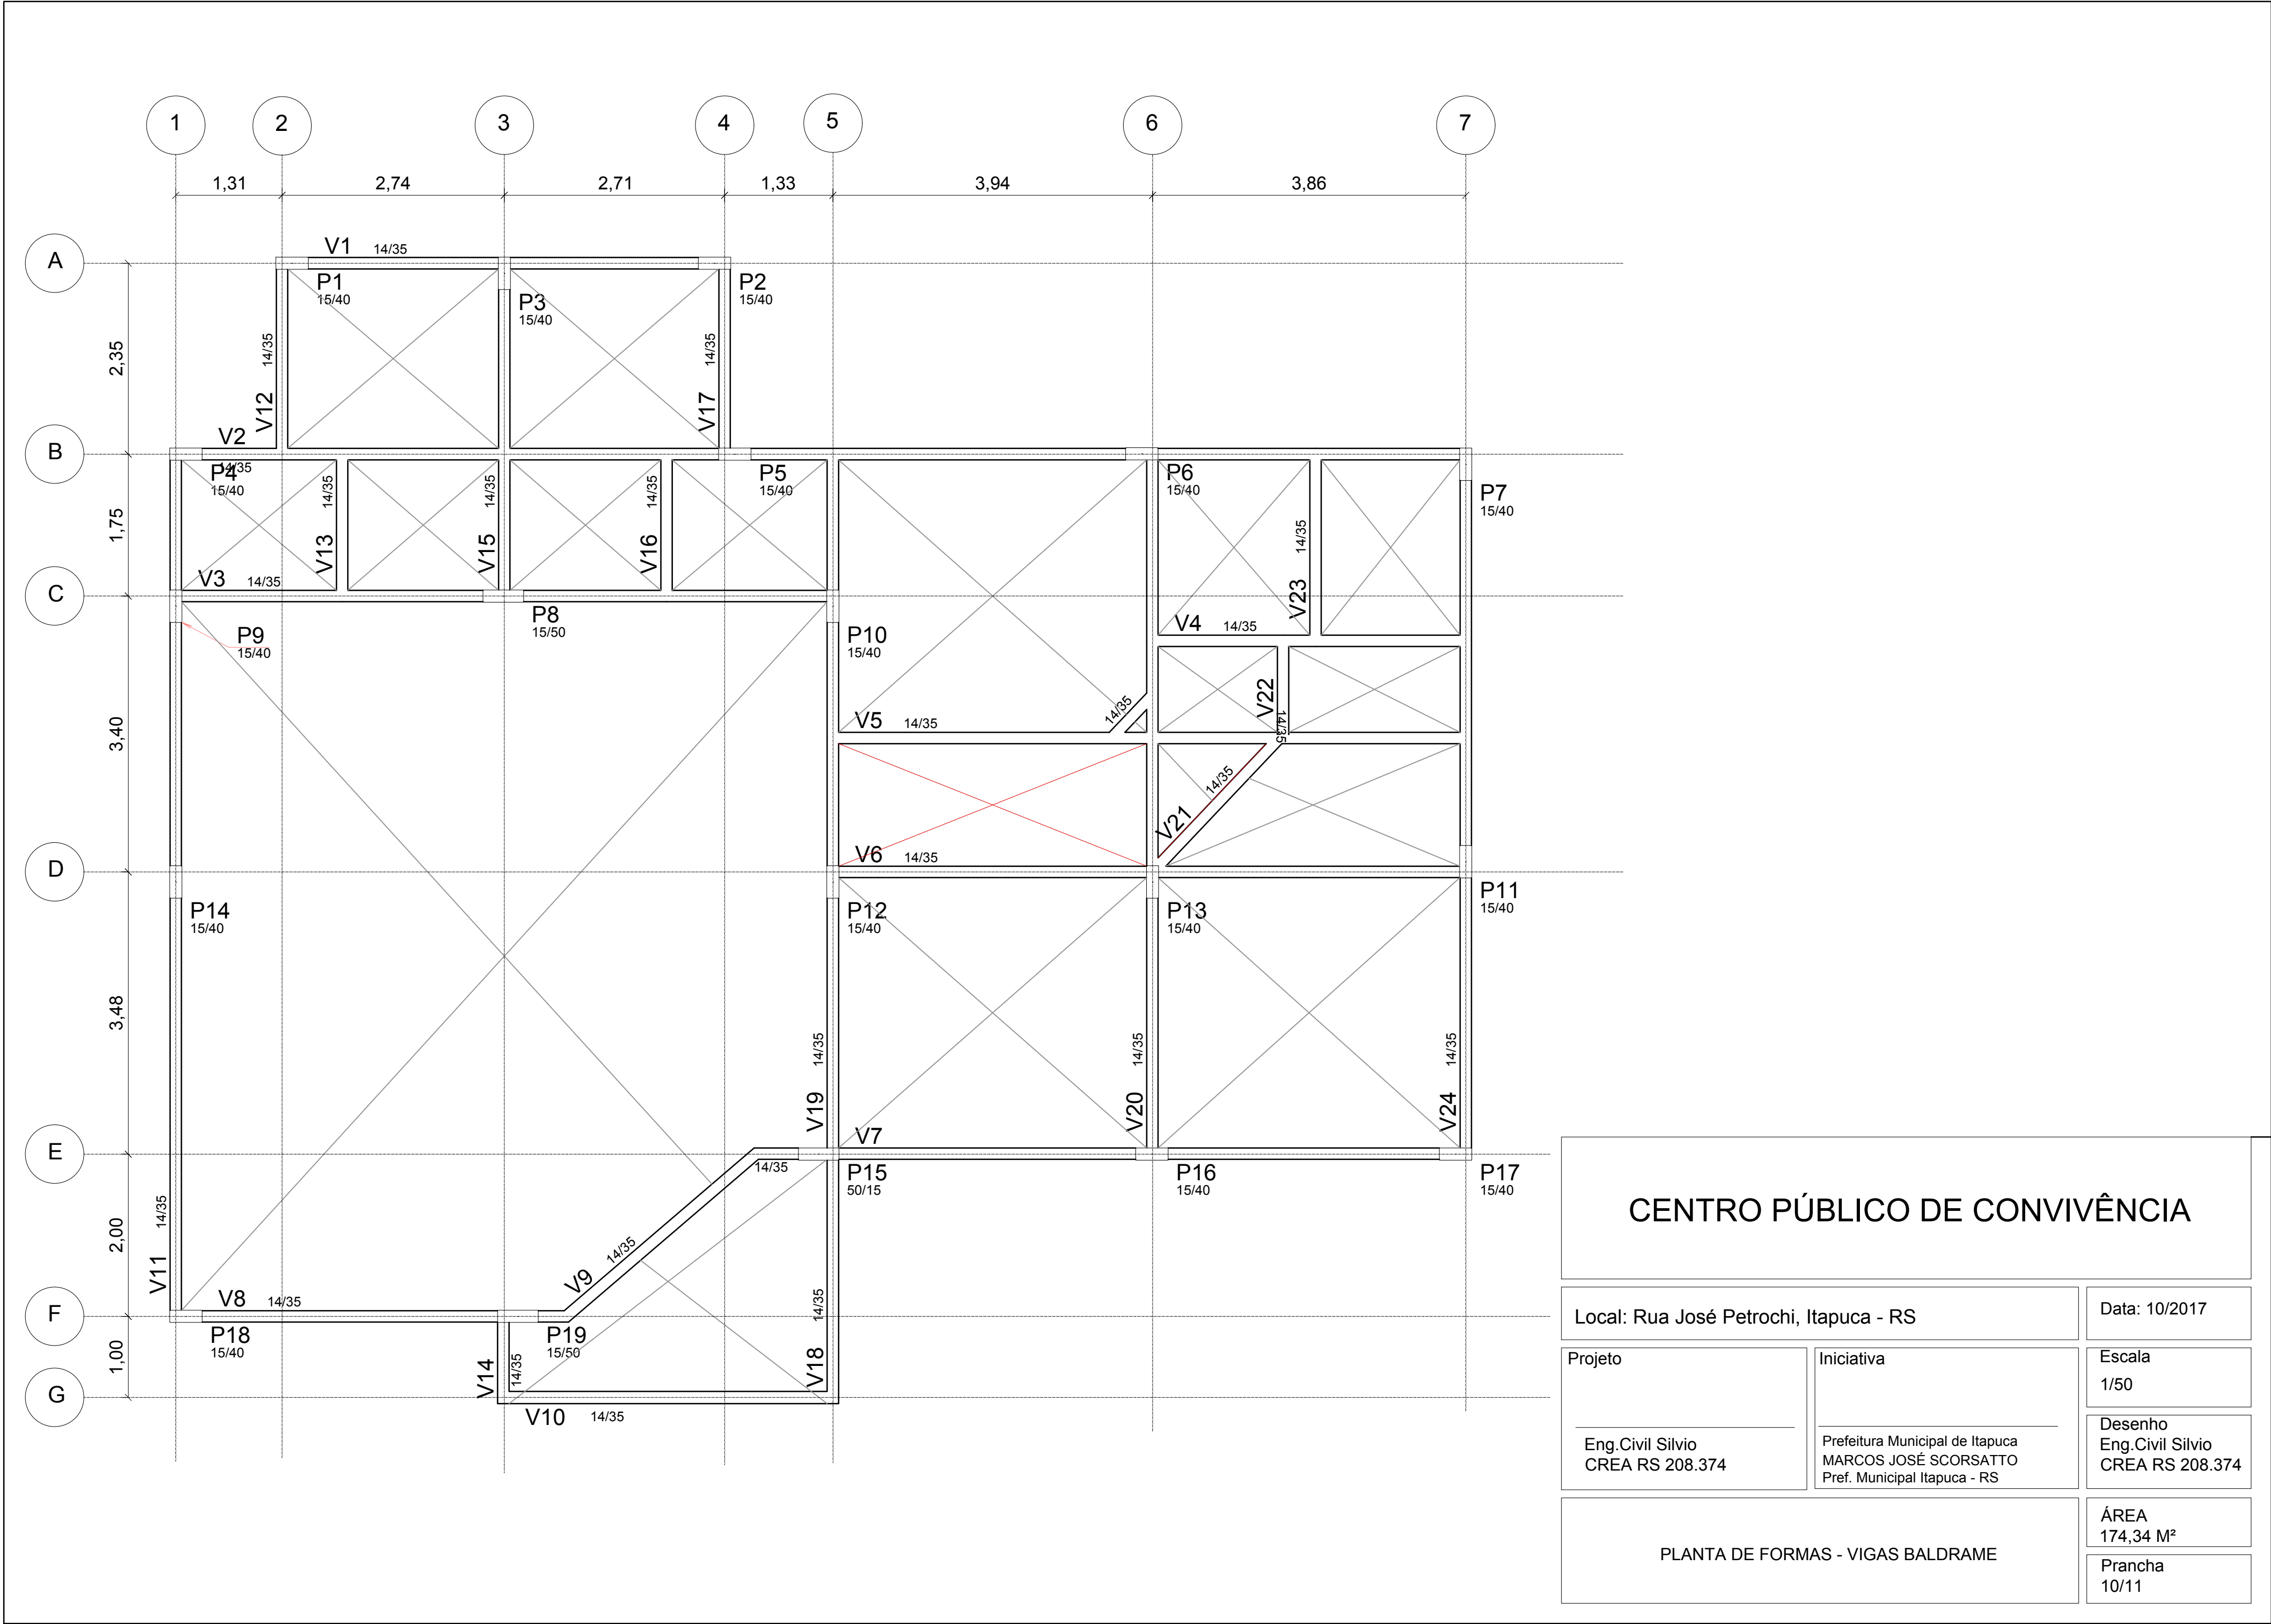 1 2 3 4 5 6 7
1,31 2,74 2,71 1,33 3,94 3,86
A
V1 14/35
P1
15/40
P3
15/40
P2
15/40
2,35
14/35
V12
14/35
V17
B
V2
14/35
P4
15/40
P5
15/40
P6
15/40
P7
15/40
1,75
14/35
V13
14/35
V15
14/35
V16
14/35
V23
C
V3 14/35
P8
15/50
P9
15/40
P10
15/40
V4 14/35
3,40
V22
14/35
V5 14/35
14/35
14/35
V21
D
V6 14/35
P14
15/40
P12
15/40
P13
15/40
P11
15/40
3,48
14/35
V19
14/35
V20
14/35
V24
E
V7
14/35
P15
50/15
P16
15/40
P17
15/40
2,00
14/35
V11
V9 14/35
14/35
V18
F
V8 14/35
P18
15/40
P19
15/50
1,00
V14
14/35
G
V10 14/35
CENTRO PÚBLICO DE CONVIVÊNCIA
Local: Rua José Petrochi, Itapuca - RS
Data: 10/2017
Projeto
Eng.Civil Silvio
CREA RS 208.374
Iniciativa
Prefeitura Municipal de Itapuca
MARCOS JOSÉ SCORSATTO
Pref. Municipal Itapuca - RS
Escala
1/50
Desenho
Eng.Civil Silvio
CREA RS 208.374
PLANTA DE FORMAS - VIGAS BALDRAME
ÁREA
174,34 M²
Prancha
10/11